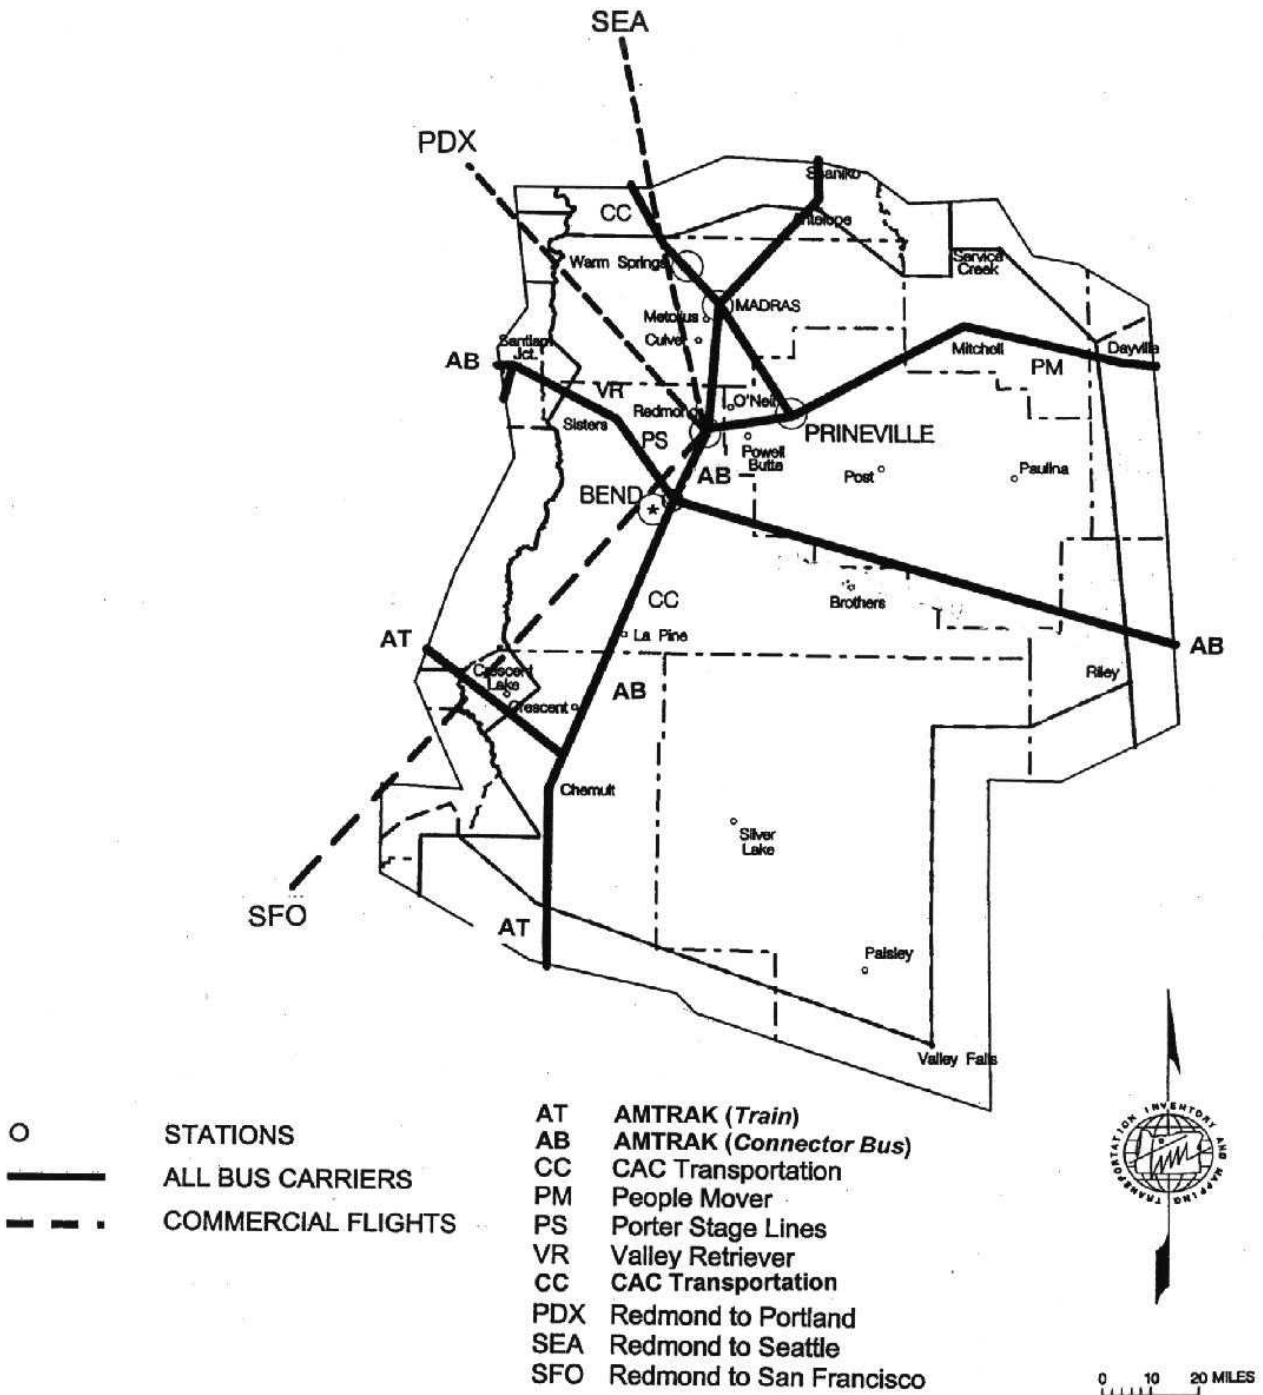 SEA
PDX
Shaniko
CC
Antelope
Service
Creek
Warm Springs
MADRAS
Metolius
Culver
Santiam
Jct.
AB
Mitchell
Dayville
PM
VR
Redmond
O'Neil
Sisters
PS
PRINEVILLE
Powell
Butte
AB
Post
Paulina
BEND
*
Brothers
CC
La Pine
AT
AB
Crescent
Lake
Riley
AB
Crescent
Chemult
Silver
Lake
SFO
AT
Paisley
Valley Falls
STATIONS
ALL BUS CARRIERS
COMMERCIAL FLIGHTS
AT AMTRAK (Train)
AB AMTRAK (Connector Bus)
CC CAC Transportation
PM People Mover
PS Porter Stage Lines
VR Valley Retriever
CC CAC Transportation
PDX Redmond to Portland
SEA Redmond to Seattle
SFO Redmond to San Francisco
TRANSPORTATION INVENTORY AND MAPPING
0 10 20 MILES